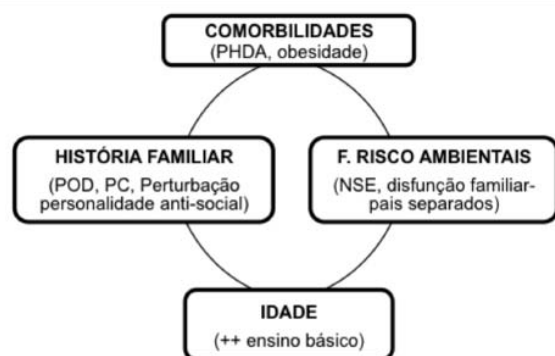 COMORBILIDADES
(PHDA, obesidade)
HISTÓRIA FAMILIAR
(POD, PC, Perturbação
personalidade anti-social)
F. RISCO AMBIENTAIS
(NSE, disfunção familiar-
pais separados)
IDADE
(++ ensino básico)